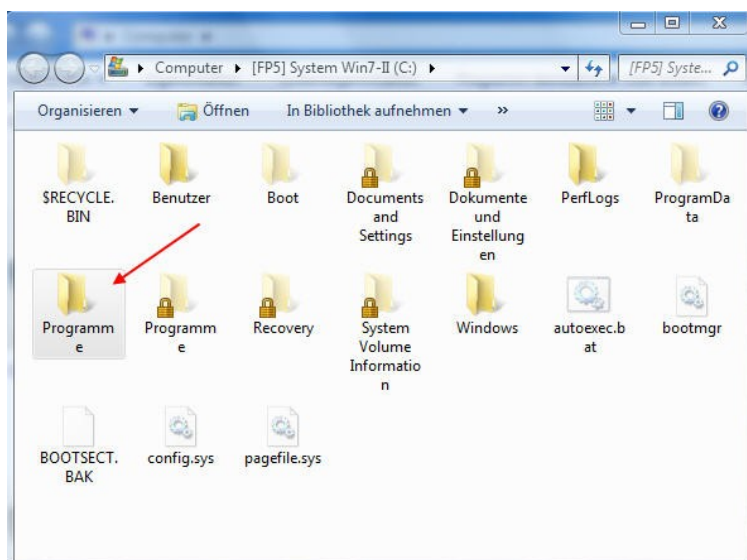 Computer ▸ [FP5] System Win7-II (C:) ▸ [FP5] Syste...
Organisieren Öffnen In Bibliothek aufnehmen »
$RECYCLE.
BIN
Benutzer
Boot
Documents
and
Settings
Dokumente
und
Einstellung
en
PerfLogs
ProgramDa
ta
Programm
e
Programm
e
Recovery
System
Volume
Informatio
n
Windows
autoexec.b
at
bootmgr
BOOTSECT.
BAK
config.sys
pagefile.sys